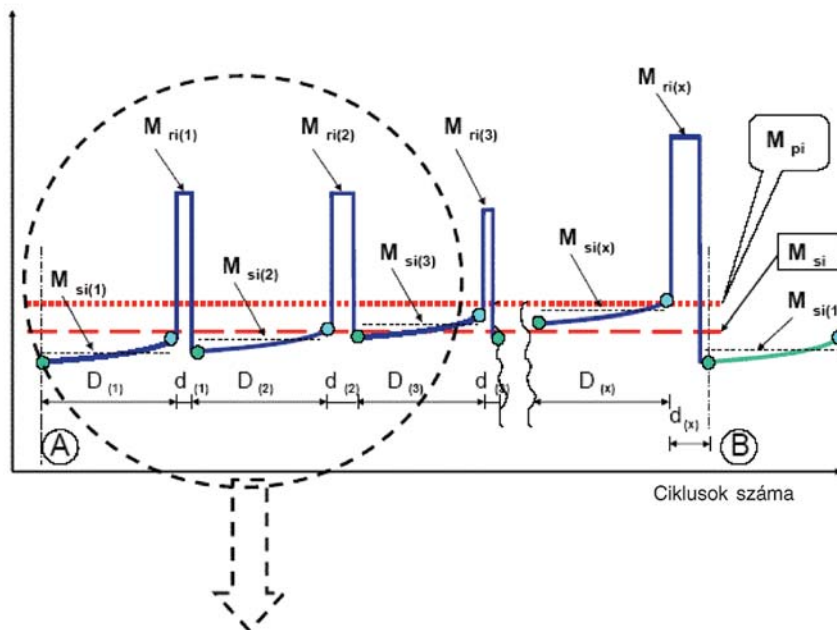 M ri(x)
M ri(1)
M ri(2)
M ri(3)
M pi
M si(x)
M si(3)
M si(2)
M si
M si(1)
M si(1
D (1)
d (1)
D (2)
d (2)
D (3)
d (3)
D (x)
d (x)
A
B
Ciklusok száma